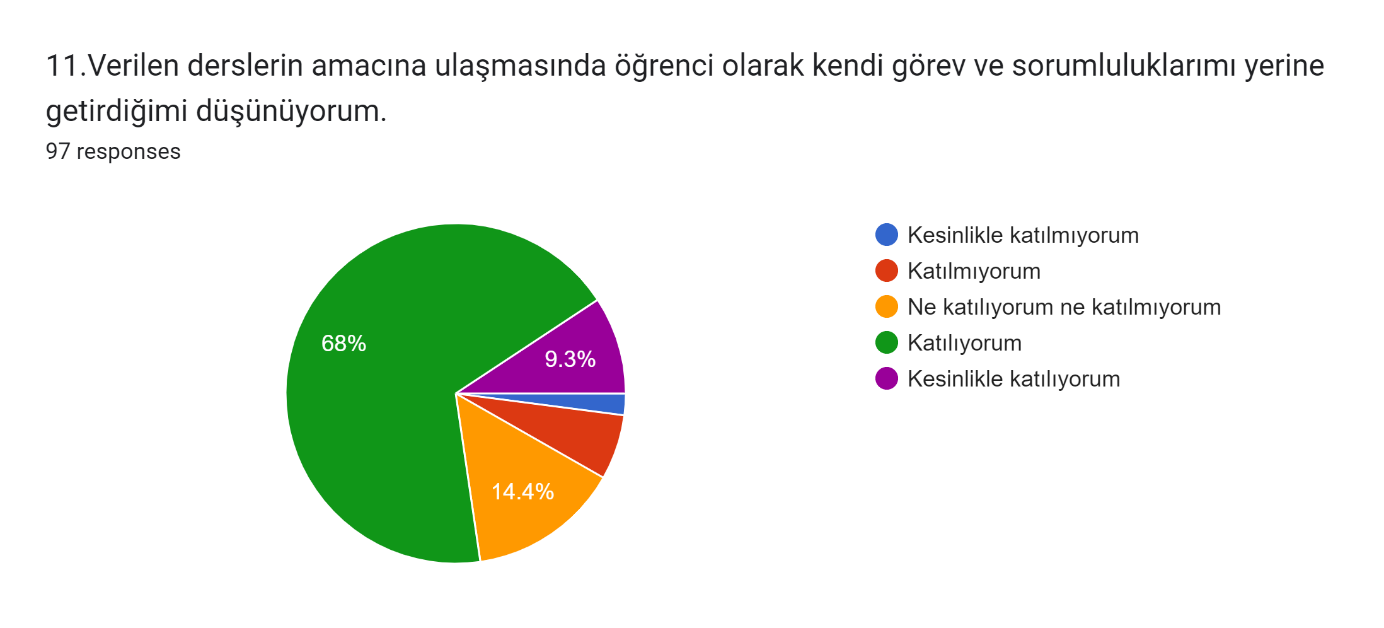 11.Verilen derslerin amacına ulaşmasında öğrenci olarak kendi görev ve sorumluluklarımı yerine
getirdiğimi düşünüyorum.
97 responses
Kesinlikle katılmıyorum
Katılmıyorum
Ne katılıyorum ne katılmıyorum
Katılıyorum
Kesinlikle katılıyorum
68%
9.3%
14.4%